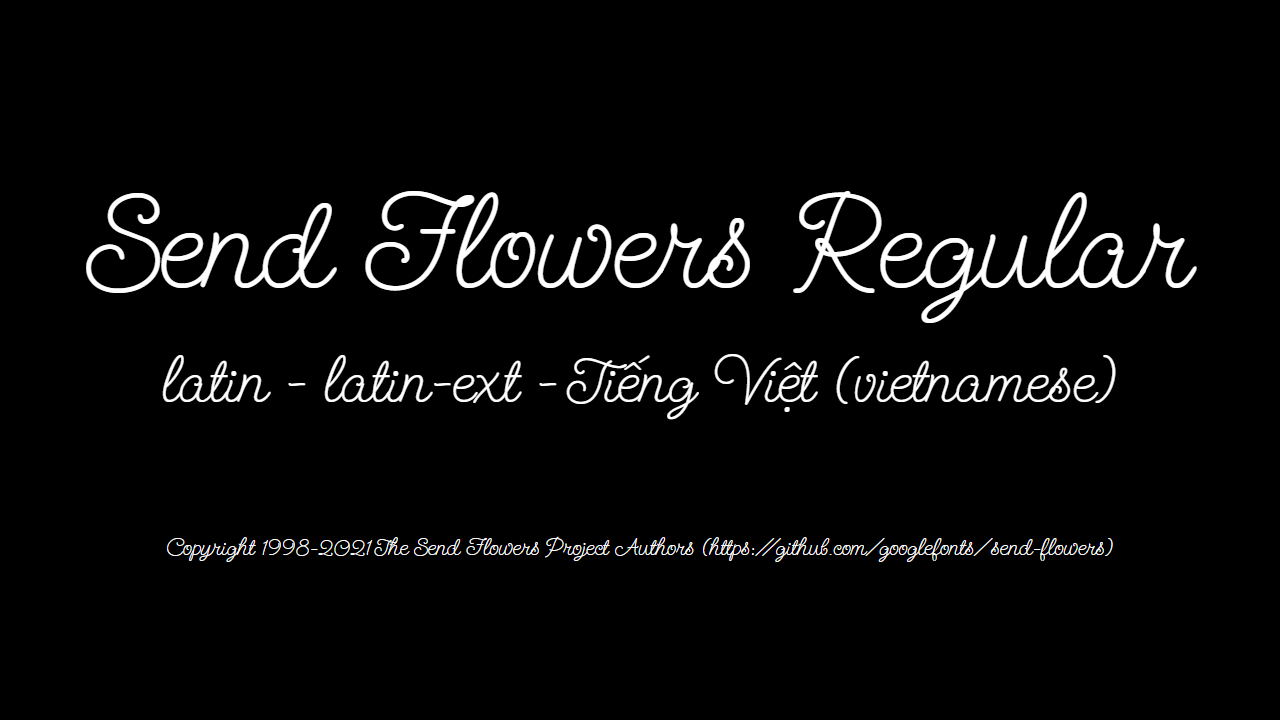 Send Flowers Regular
latin - latin-ext - Tiếng Việt (vietnamese)
Copyright 1998-2021 The Send Flowers Project Authors (https://github.com/googlefonts/send-flowers)